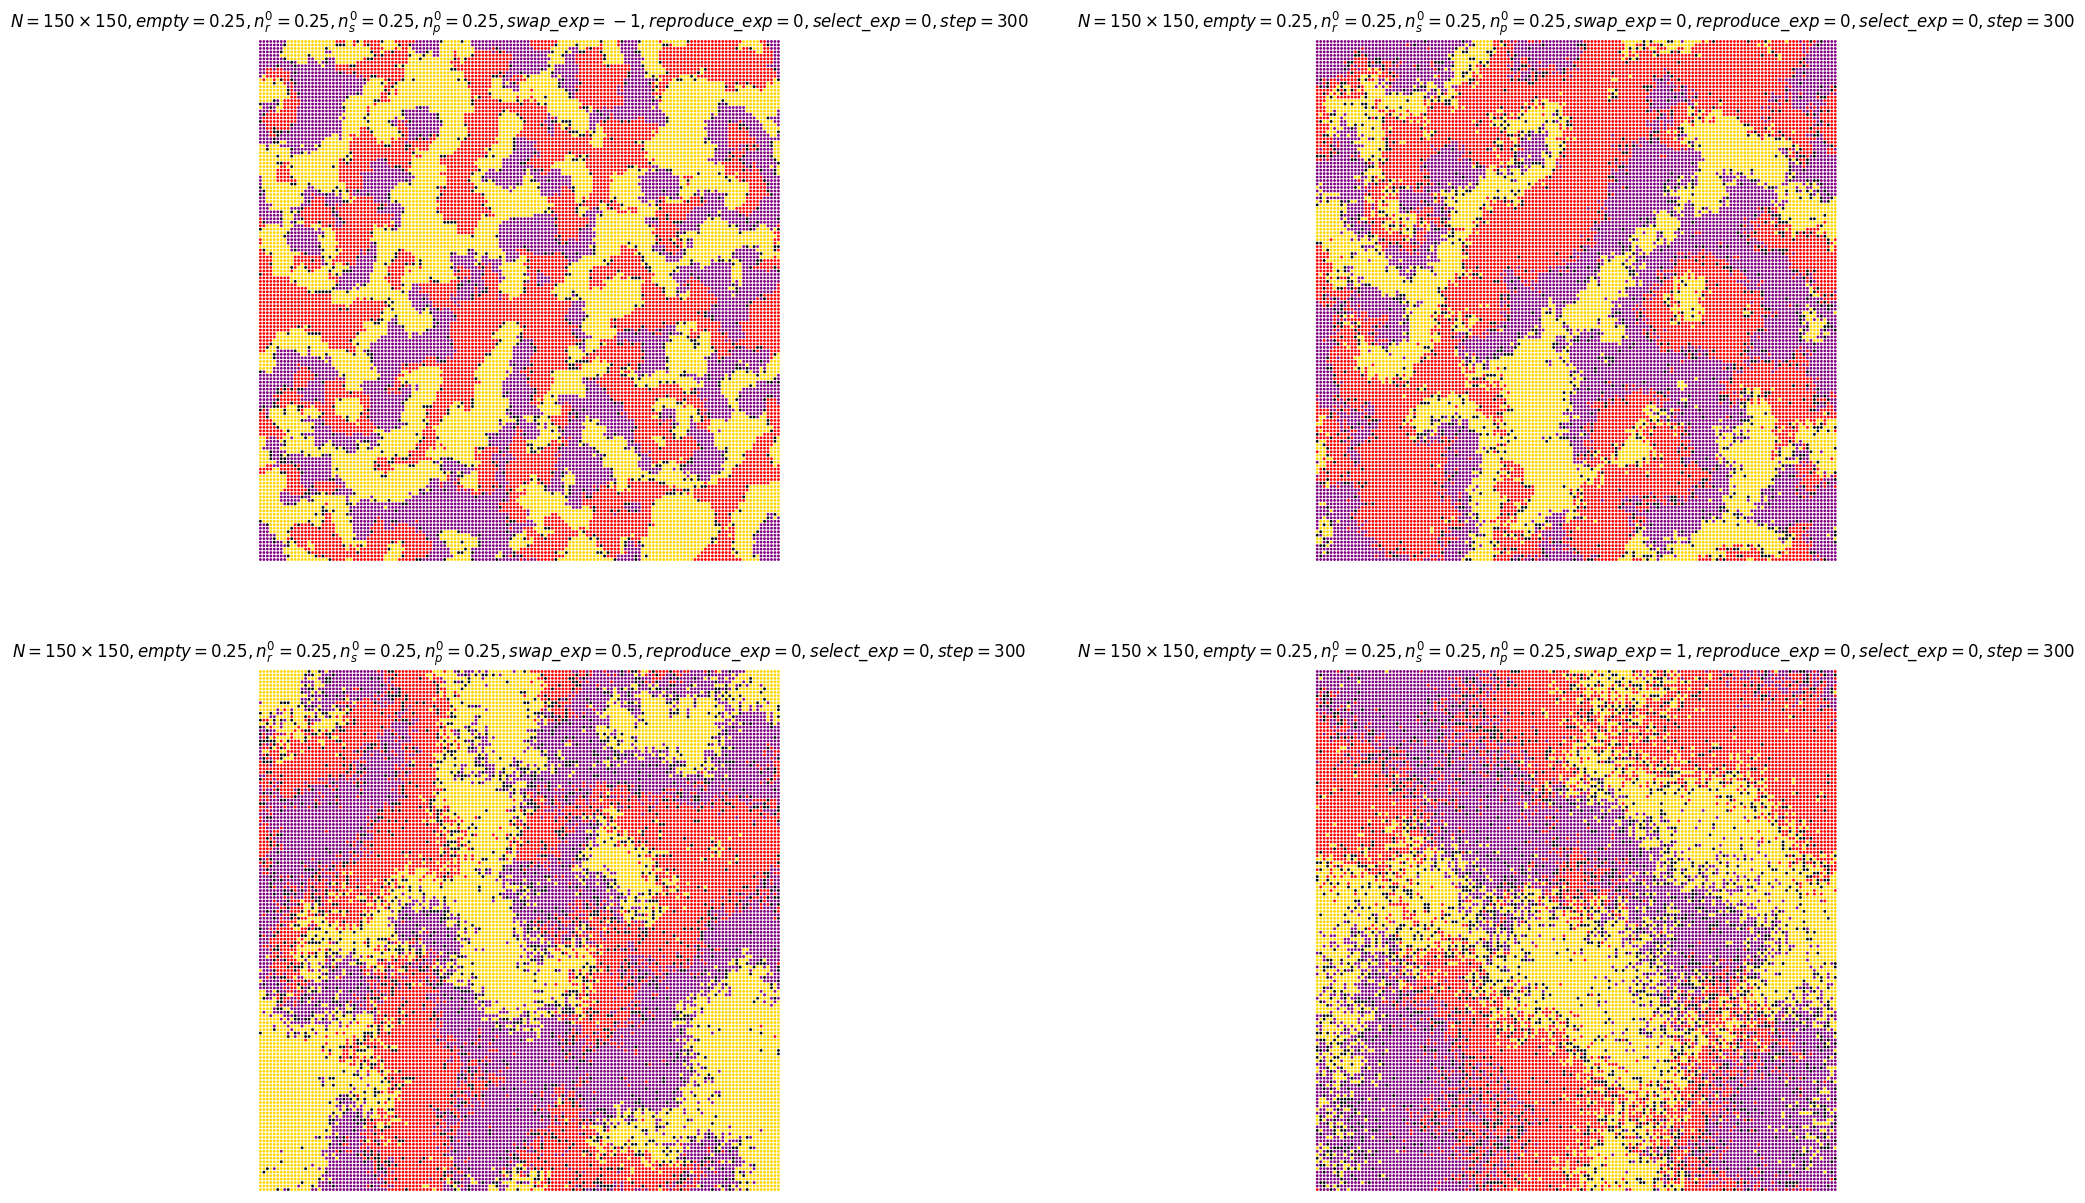 N = 150 × 150, empty = 0.25, n_r^0 = 0.25, n_s^0 = 0.25, n_p^0 = 0.25, swap_exp = −1, reproduce_exp = 0, select_exp = 0, step = 300
N = 150 × 150, empty = 0.25, n_r^0 = 0.25, n_s^0 = 0.25, n_p^0 = 0.25, swap_exp = 0, reproduce_exp = 0, select_exp = 0, step = 300
N = 150 × 150, empty = 0.25, n_r^0 = 0.25, n_s^0 = 0.25, n_p^0 = 0.25, swap_exp = 0.5, reproduce_exp = 0, select_exp = 0, step = 300
N = 150 × 150, empty = 0.25, n_r^0 = 0.25, n_s^0 = 0.25, n_p^0 = 0.25, swap_exp = 1, reproduce_exp = 0, select_exp = 0, step = 300